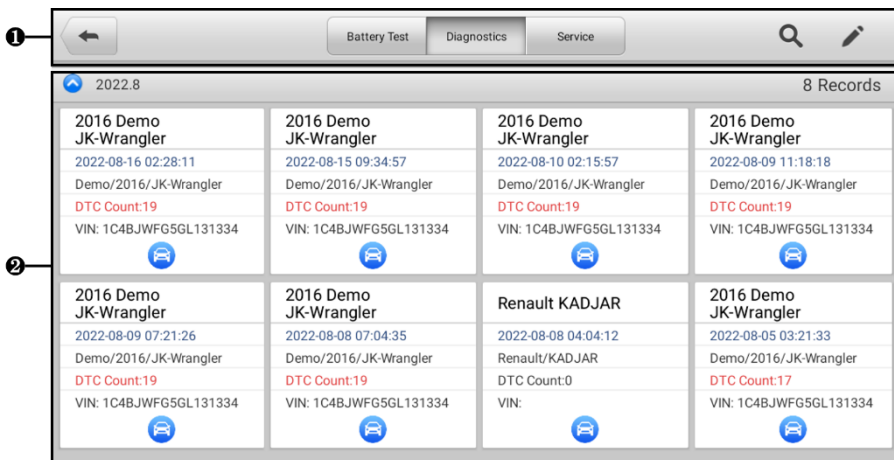 ❶
Battery Test Diagnostics Service
2022.8 8 Records
❷
2016 Demo
JK-Wrangler
2022-08-16 02:28:11
Demo/2016/JK-Wrangler
DTC Count:19
VIN: 1C4BJWFG5GL131334
2016 Demo
JK-Wrangler
2022-08-15 09:34:57
Demo/2016/JK-Wrangler
DTC Count:19
VIN: 1C4BJWFG5GL131334
2016 Demo
JK-Wrangler
2022-08-10 02:15:57
Demo/2016/JK-Wrangler
DTC Count:19
VIN: 1C4BJWFG5GL131334
2016 Demo
JK-Wrangler
2022-08-09 11:18:18
Demo/2016/JK-Wrangler
DTC Count:19
VIN: 1C4BJWFG5GL131334
2016 Demo
JK-Wrangler
2022-08-09 07:21:26
Demo/2016/JK-Wrangler
DTC Count:19
VIN: 1C4BJWFG5GL131334
2016 Demo
JK-Wrangler
2022-08-08 07:04:35
Demo/2016/JK-Wrangler
DTC Count:19
VIN: 1C4BJWFG5GL131334
Renault KADJAR
2022-08-08 04:04:12
Renault/KADJAR
DTC Count:0
VIN:
2016 Demo
JK-Wrangler
2022-08-05 03:21:33
Demo/2016/JK-Wrangler
DTC Count:17
VIN: 1C4BJWFG5GL131334